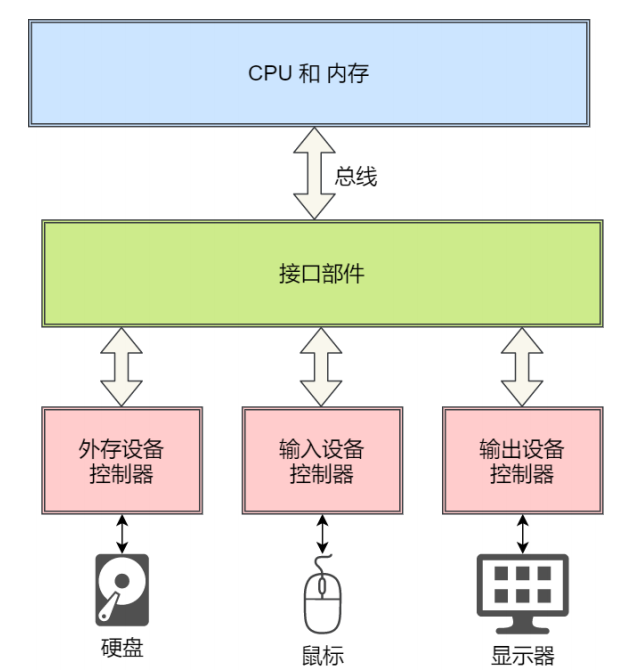 CPU 和 内存
总线
接口部件
外存设备
控制器
输入设备
控制器
输出设备
控制器
硬盘
鼠标
显示器